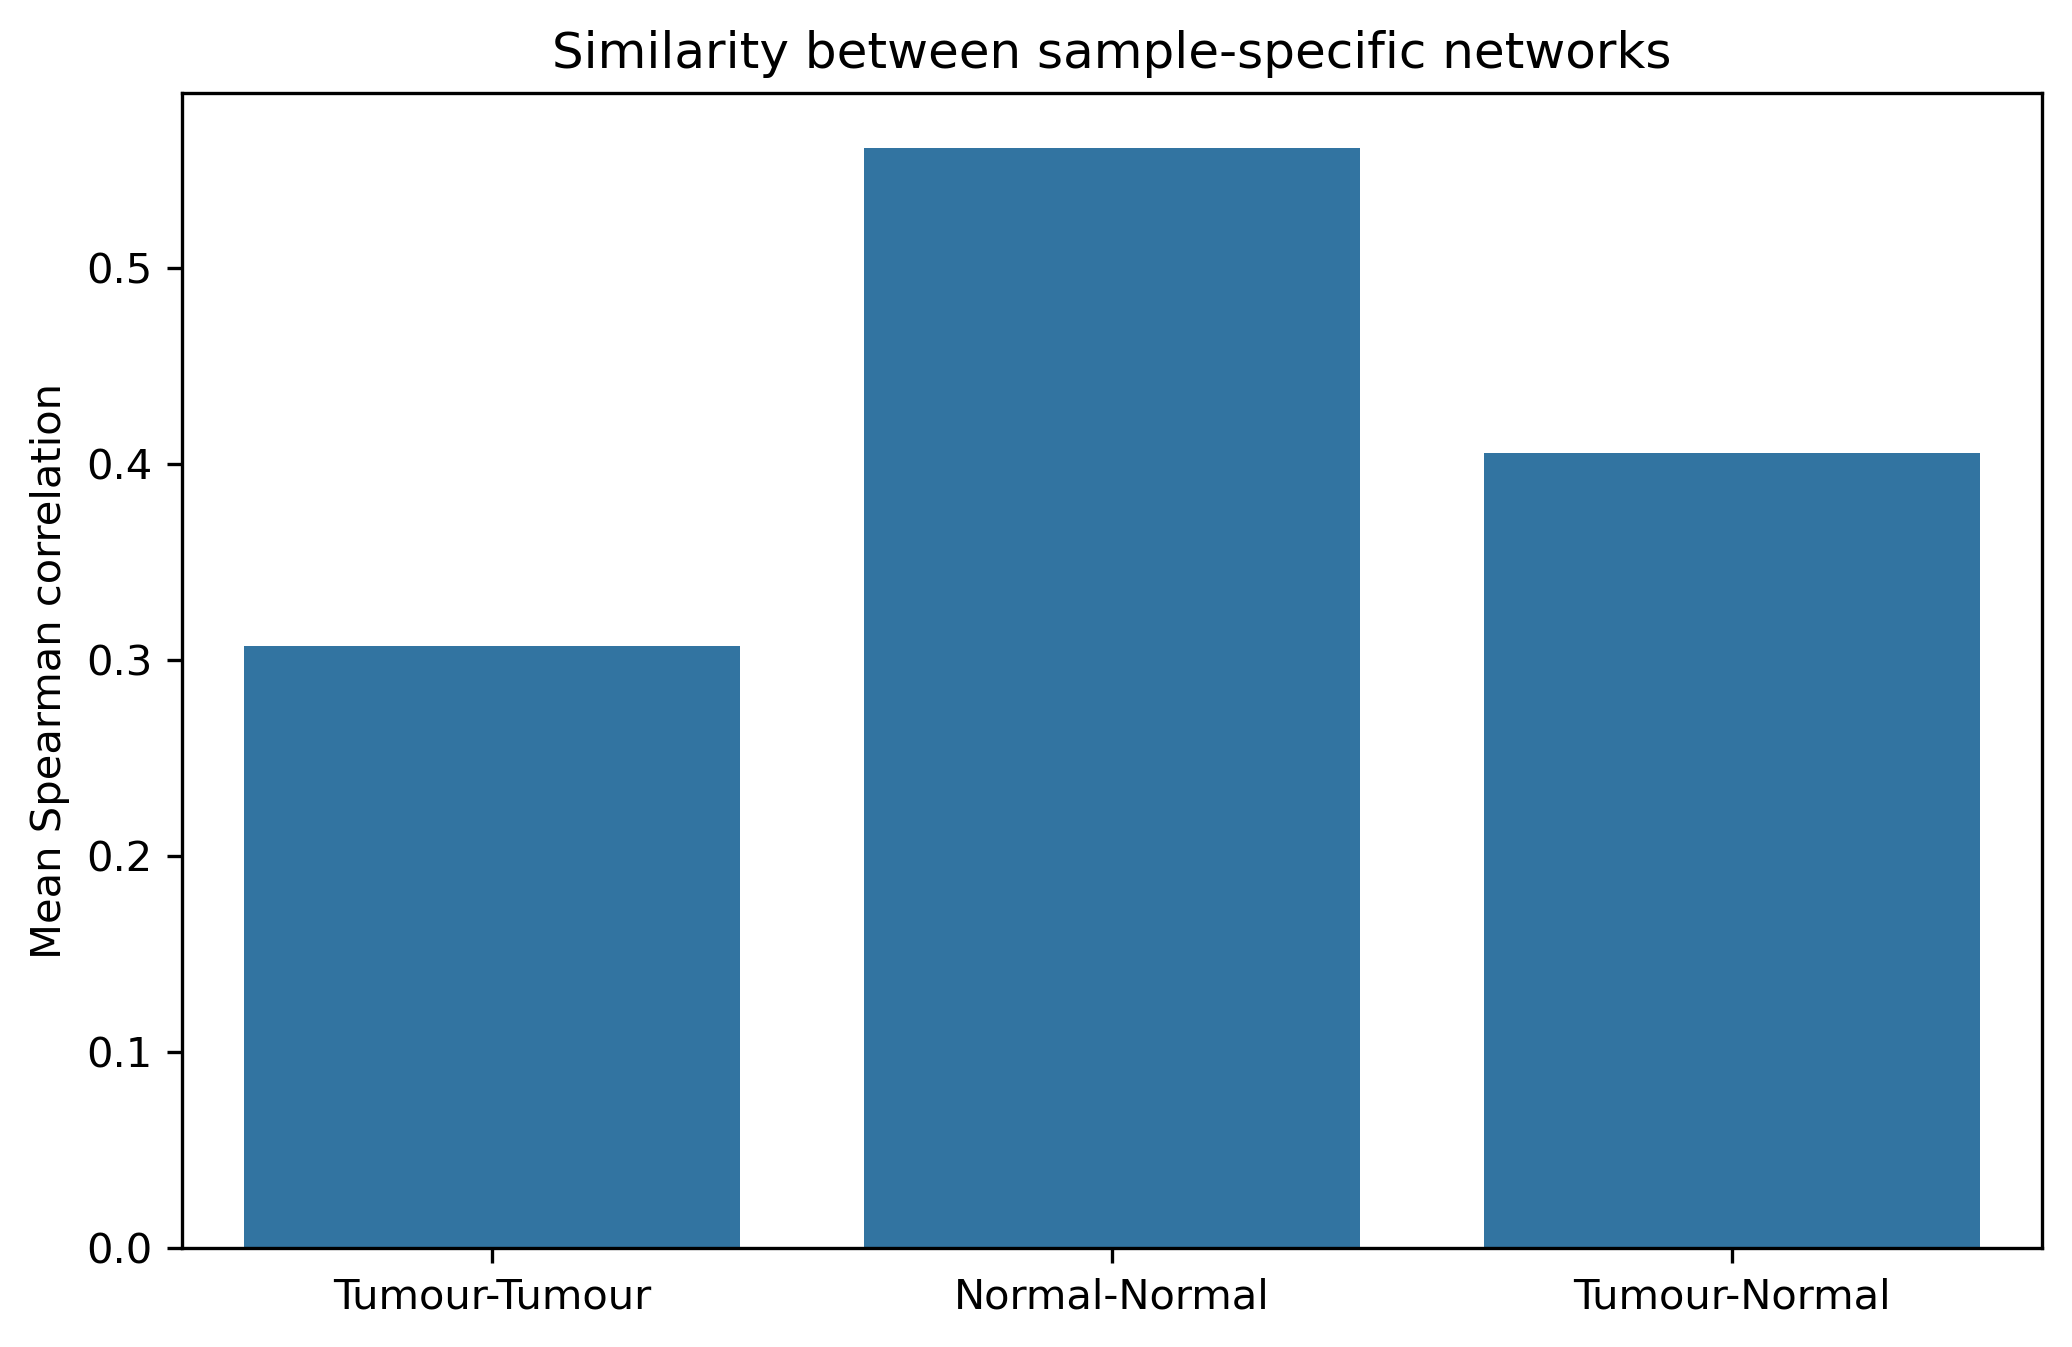 Similarity between sample-specific networks
Mean Spearman correlation
0.5
0.4
0.3
0.2
0.1
0.0
Tumour-Tumour
Normal-Normal
Tumour-Normal